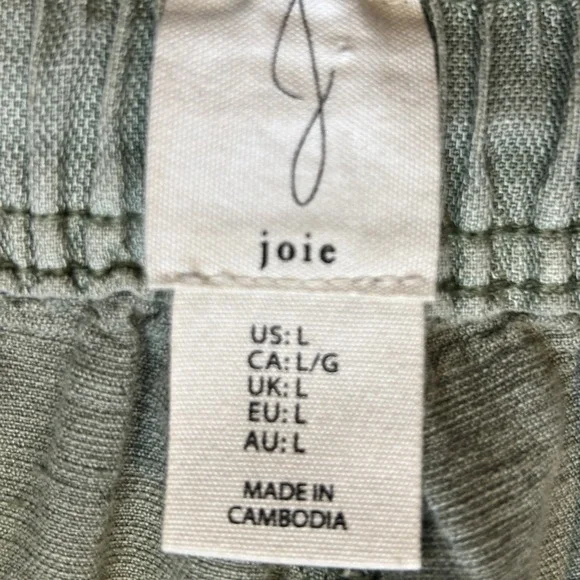 joie
US: L
CA: L/G
UK: L
EU: L
AU: L
MADE IN
CAMBODIA